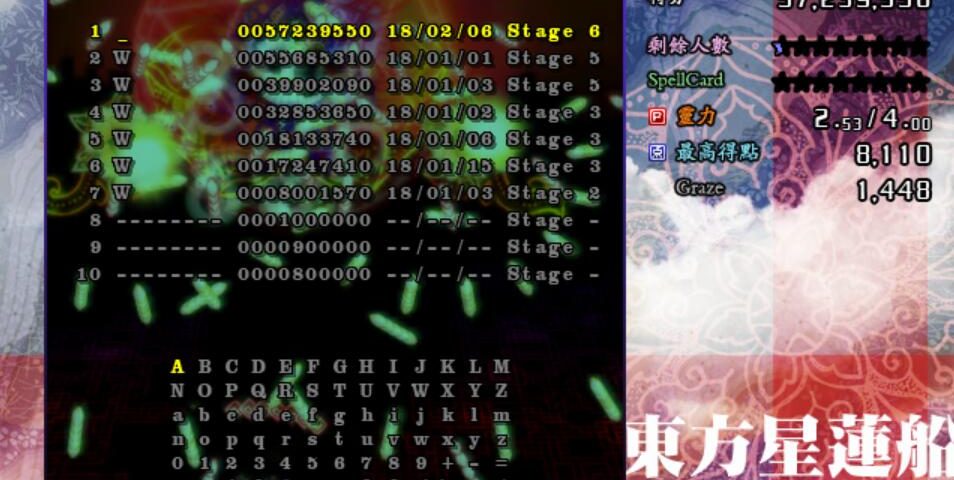 1 _ 0057239550 18/02/06 Stage 6
2 W 0055685310 18/01/01 Stage 5
3 W 0039902090 18/01/03 Stage 5
4 W 0032853650 18/01/02 Stage 3
5 W 0018133740 18/01/06 Stage 3
6 W 0017247410 18/01/15 Stage 3
7 W 0008001570 18/01/03 Stage 2
8 -------- 0001000000 --/--/-- Stage -
9 -------- 0000900000 --/--/-- Stage -
10 -------- 0000800000 --/--/-- Stage -
A B C D E F G H I J K L M
N O P Q R S T U V W X Y Z
a b c d e f g h i j k l m
n o p q r s t u v w x y z
0 1 2 3 4 5 6 7 8 9 + - =
剩餘人數
SpellCard
P 靈力 2.53/4.00
最高得點 8,110
Graze 1,448
東方星蓮船